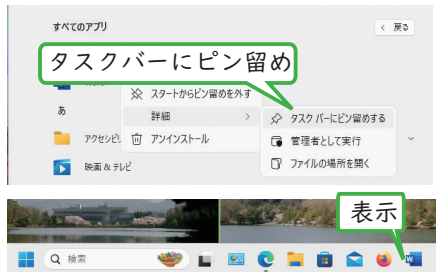 すべてのアプリ
戻る
タスクバーにピン留め
スタートからピン留めを外す
あ
詳細
タスク バーにピン留めする
アクセシビ
アンインストール
管理者として実行
映画 & テレビ
ファイルの場所を開く
表示
検索